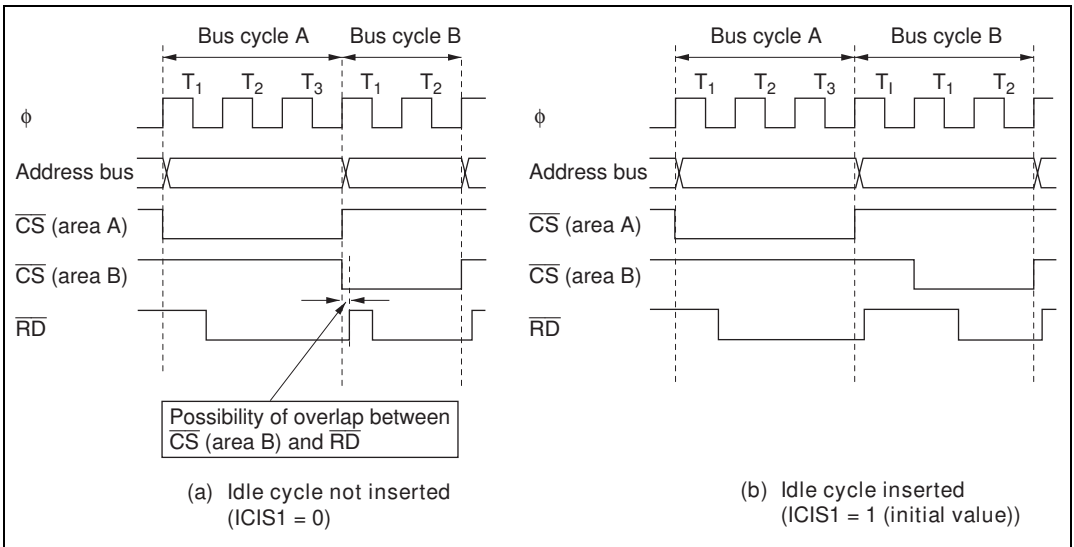 Bus cycle A Bus cycle B
T1 T2 T3 T1 T2
ϕ
Address bus
CS (area A)
CS (area B)
RD
Possibility of overlap between
CS (area B) and RD
(a) Idle cycle not inserted
(ICIS1 = 0)
Bus cycle A Bus cycle B
T1 T2 T3 TI T1 T2
ϕ
Address bus
CS (area A)
CS (area B)
RD
(b) Idle cycle inserted
(ICIS1 = 1 (initial value))